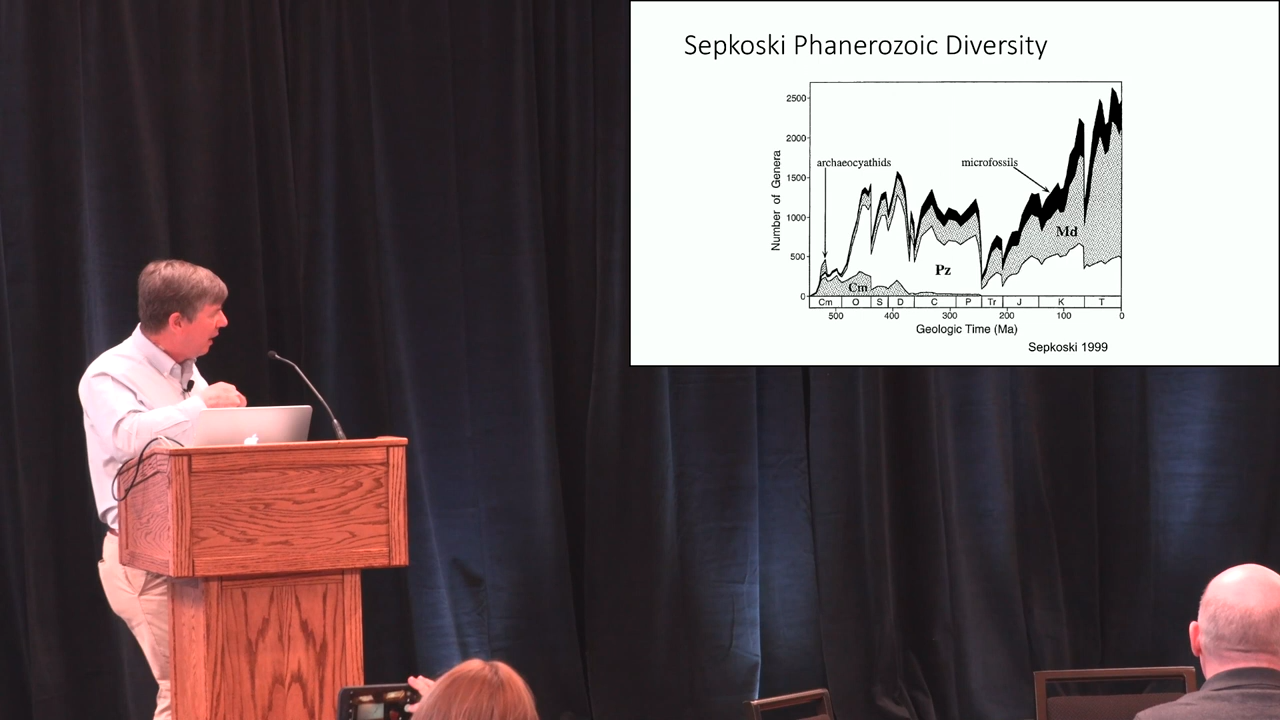 Sepkoski Phanerozoic Diversity
2500
2000
1500
1000
500
0
Number of Genera
archaeocyathids
microfossils
Md
Pz
Cm
Cm O S D C P Tr J K T
500 400 300 200 100 0
Geologic Time (Ma)
Sepkoski 1999